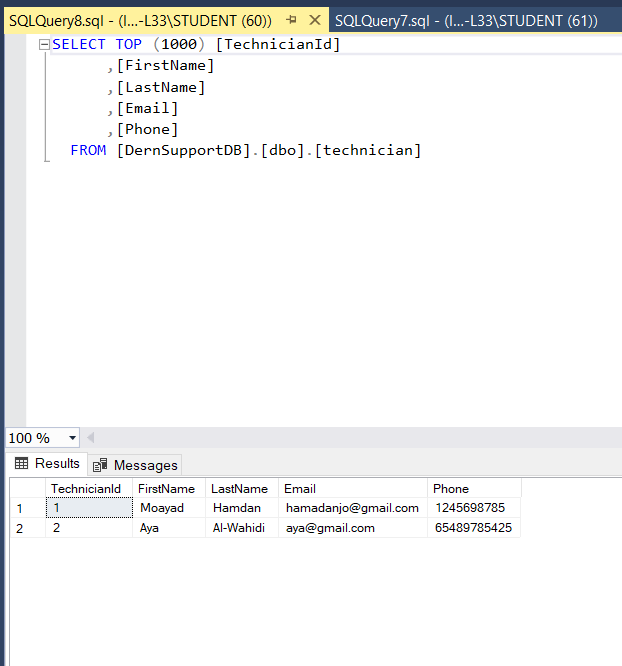 SQLQuery8.sql - (l...-L33\STUDENT (60)) SQLQuery7.sql - (l...-L33\STUDENT (61))
SELECT TOP (1000) [TechnicianId]
,[FirstName]
,[LastName]
,[Email]
,[Phone]
FROM [DernSupportDB].[dbo].[technician]
100 %
Results Messages
TechnicianId FirstName LastName Email Phone
1 1 Moayad Hamdan hamadanjo@gmail.com 1245698785
2 2 Aya Al-Wahidi aya@gmail.com 65489785425